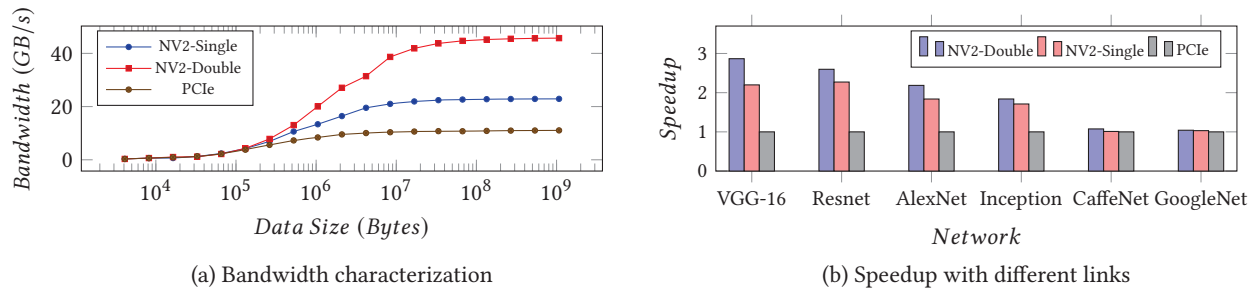 Bandwidth (GB/s)
40
20
0
NV2-Single
NV2-Double
PCIe
10^4 10^5 10^6 10^7 10^8 10^9
Data Size (Bytes)
(a) Bandwidth characterization
Speedup
3
2
1
0
NV2-Double NV2-Single PCIe
VGG-16 Resnet AlexNet Inception CaffeNet GoogleNet
Network
(b) Speedup with different links